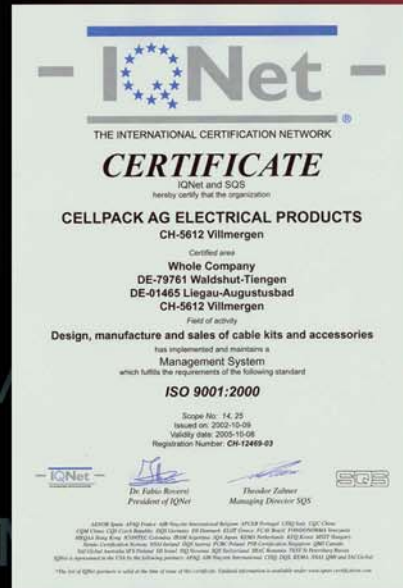 IQNet
®
THE INTERNATIONAL CERTIFICATION NETWORK
CERTIFICATE
IQNet and SQS
hereby certify that the organization
CELLPACK AG ELECTRICAL PRODUCTS
CH-5612 Villmergen
Certified area
Whole Company
DE-79761 Waldshut-Tiengen
DE-01465 Liegau-Augustusbad
CH-5612 Villmergen
Field of activity
Design, manufacture and sales of cable kits and accessories
has implemented and maintains a
Management System
which fulfills the requirements of the following standard
ISO 9001:2000
Scope No: 14, 25
Issued on: 2002-10-09
Validity date: 2005-10-08
Registration Number: CH-12469-03
IQNet
SQS
Dr. Fabio Roversi
President of IQNet
Theodor Zahner
Managing Director SQS